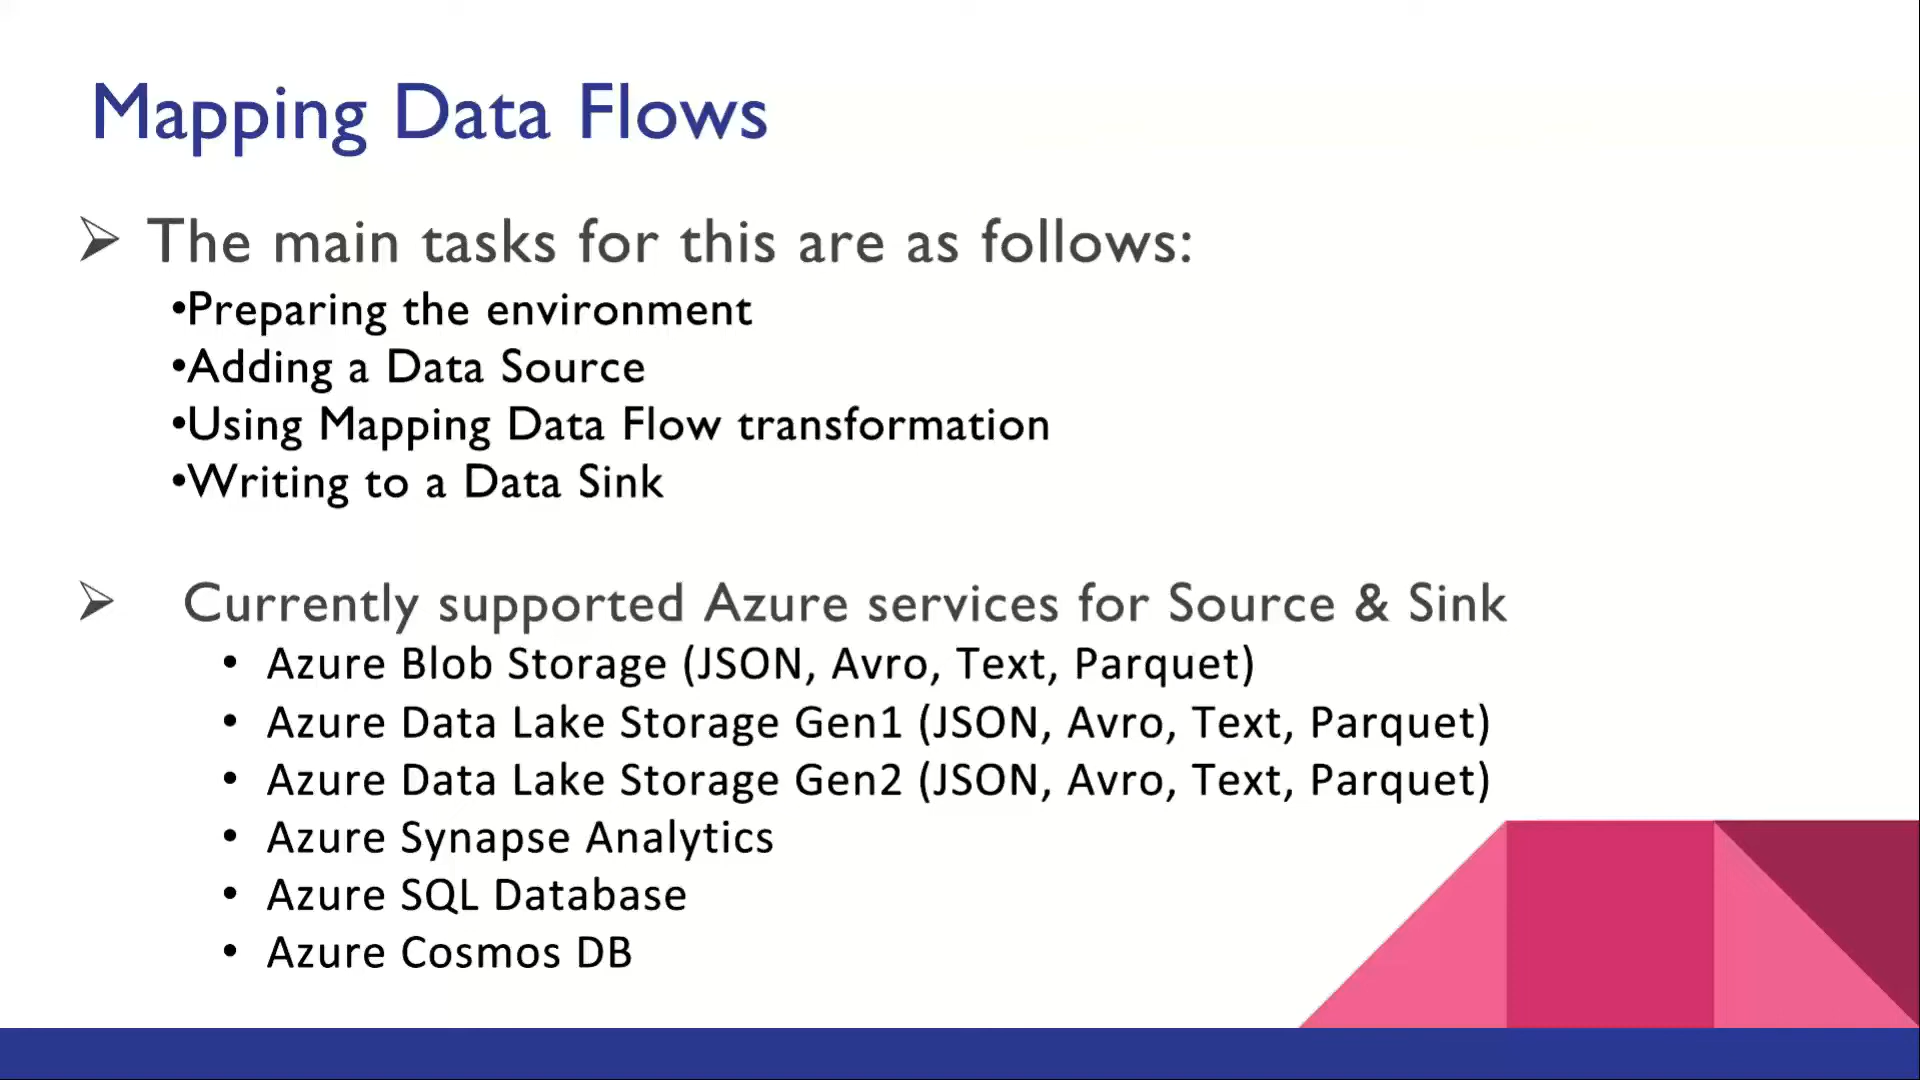 Mapping Data Flows
➢ The main tasks for this are as follows:
•Preparing the environment
•Adding a Data Source
•Using Mapping Data Flow transformation
•Writing to a Data Sink
➢ Currently supported Azure services for Source & Sink
• Azure Blob Storage (JSON, Avro, Text, Parquet)
• Azure Data Lake Storage Gen1 (JSON, Avro, Text, Parquet)
• Azure Data Lake Storage Gen2 (JSON, Avro, Text, Parquet)
• Azure Synapse Analytics
• Azure SQL Database
• Azure Cosmos DB